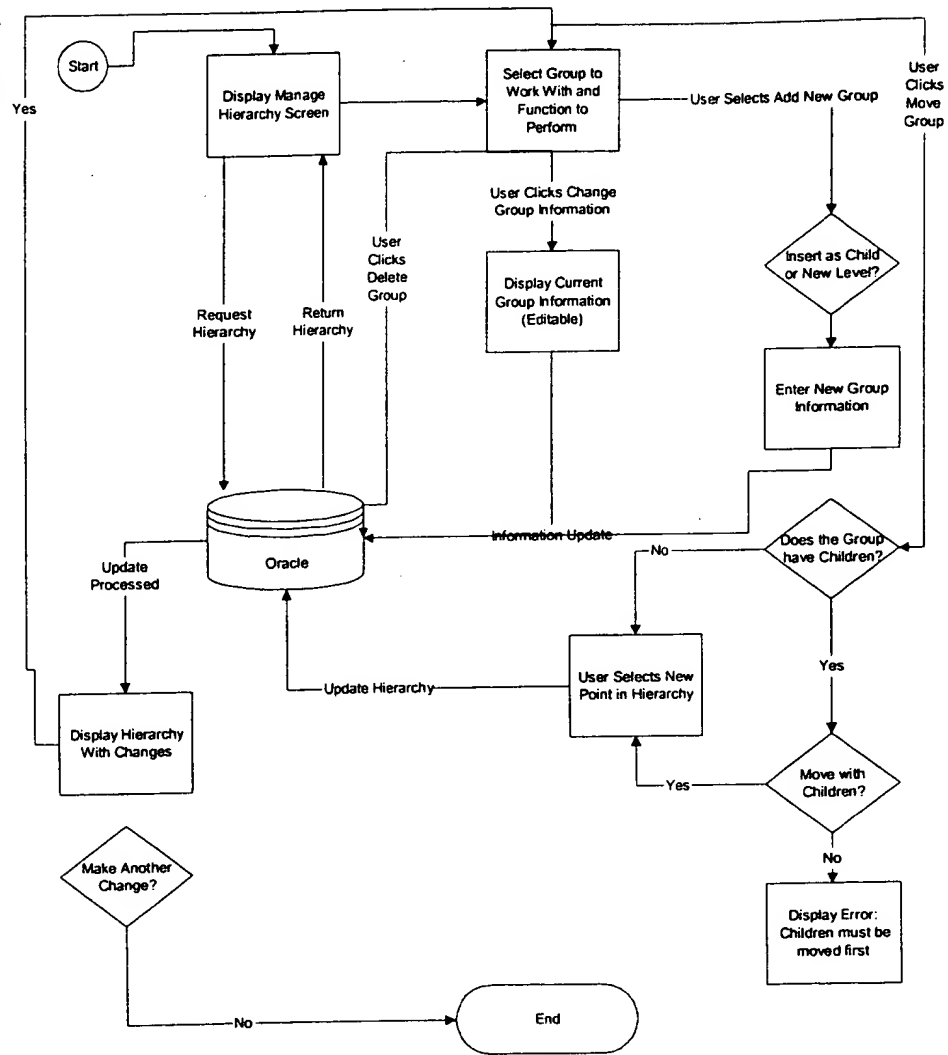 Start
Yes
Display Manage
Hierarchy Screen
Select Group to
Work With and
Function to
Perform
User Selects Add New Group
User
Clicks
Move
Group
User Clicks Change
Group Information
User
Clicks
Delete
Group
Insert as Child
or New Level?
Display Current
Group Information
(Editable)
Request
Hierarchy
Return
Hierarchy
Enter New Group
Information
Information Update
Oracle
Does the Group
have Children?
No
Update
Processed
Yes
User Selects New
Point in Hierarchy
Update Hierarchy
Display Hierarchy
With Changes
Move with
Children?
Yes
No
Make Another
Change?
Display Error:
Children must be
moved first
No
End